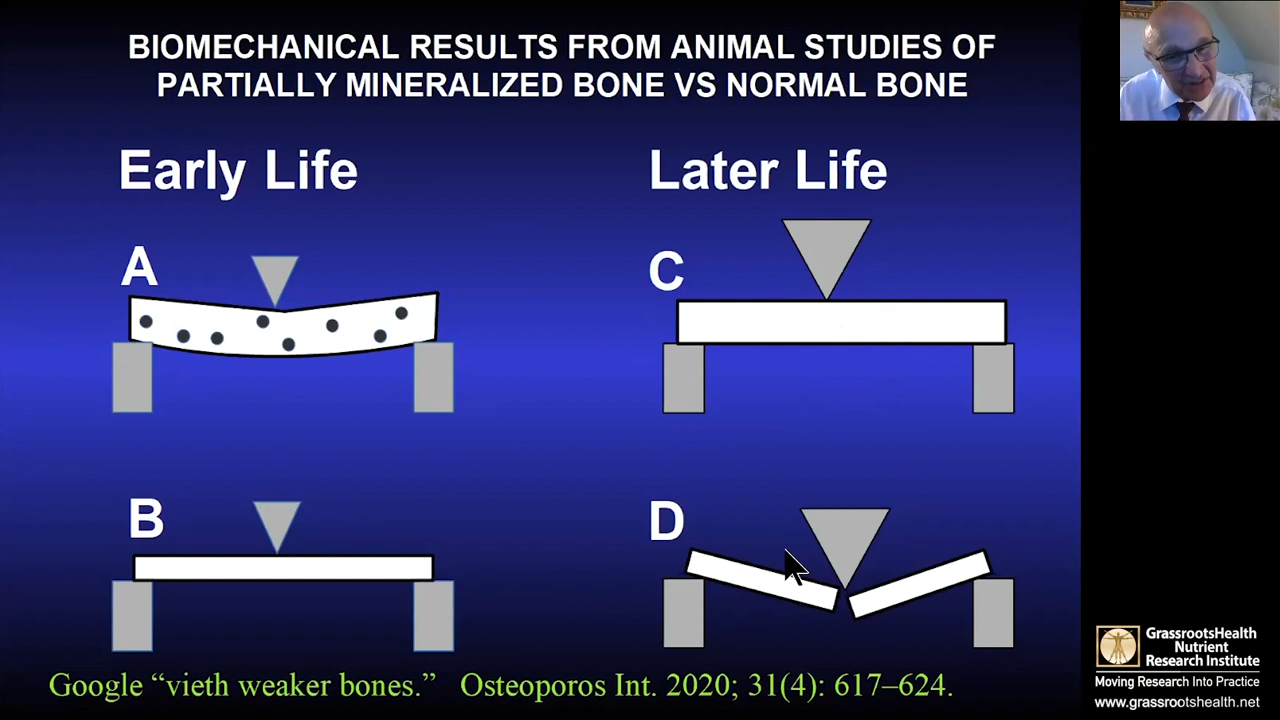 BIOMECHANICAL RESULTS FROM ANIMAL STUDIES OF
PARTIALLY MINERALIZED BONE VS NORMAL BONE
Early Life
Later Life
A
C
B
D
Google “vieth weaker bones.” Osteoporos Int. 2020; 31(4): 617–624.
GrassrootsHealth
Nutrient
Research Institute
Moving Research Into Practice
www.grassrootshealth.net